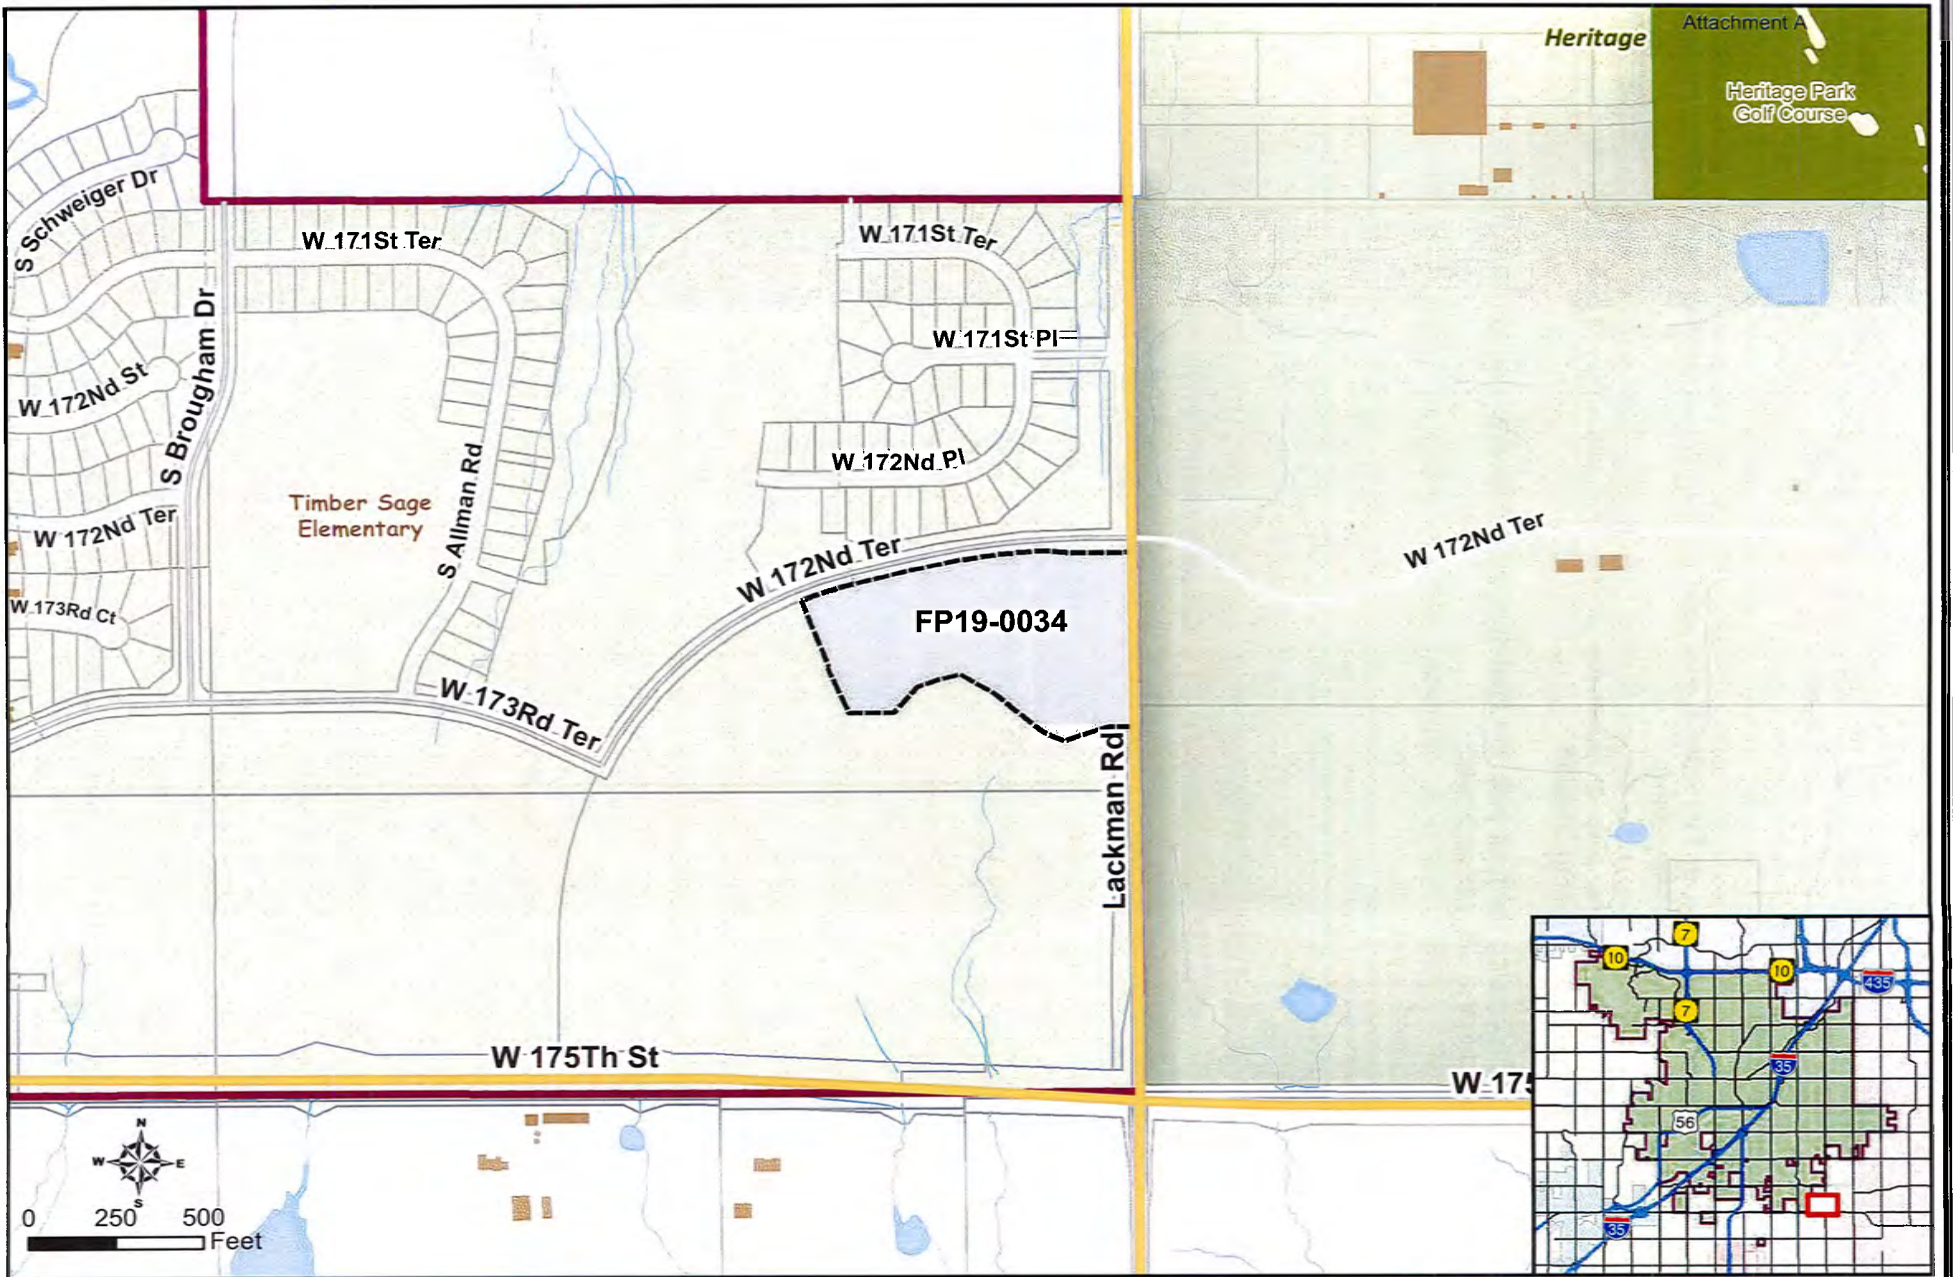 Heritage
Attachment A
Heritage Park
Golf Course
S Schweiger Dr
W 171St Ter
W 171St Ter
S Brougham Dr
W 171St Pl
W 172Nd St
W 172Nd Pl
S Allman Rd
Timber Sage
Elementary
W 172Nd Ter
W 172Nd Ter
W 172Nd Ter
W 173Rd Ct
FP19-0034
W 173Rd Ter
Lackman Rd
W 175Th St
W 175
7
10
10
435
7
35
56
35
N
W
E
S
0
250
500
Feet